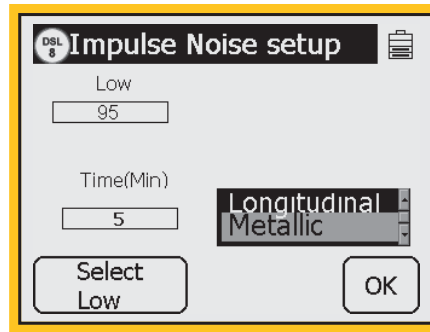 DSL
8
Impulse Noise setup
Low
95
Time(Min)
5
Longitudinal
Metallic
Select
Low
OK